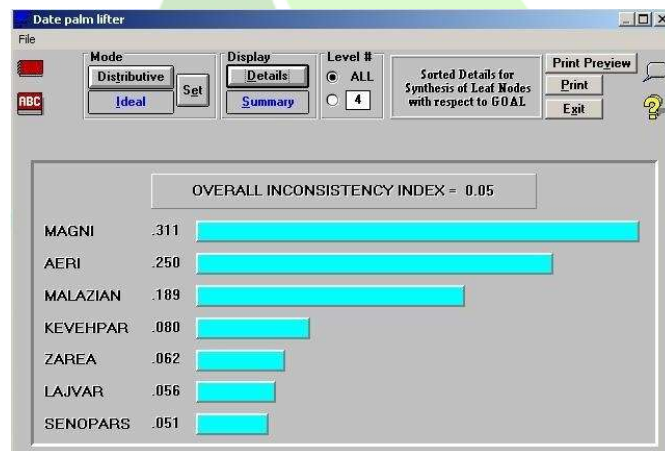 Date palm lifter
File
Mode
Distributive
Ideal
Set
Display
Details
Summary
Level #
ALL
4
Sorted Details for
Synthesis of Leaf Nodes
with respect to GOAL
Print Preview
Print
Exit
ABC
OVERALL INCONSISTENCY INDEX = 0.05
MAGNI .311
AERI .250
MALAZIAN .189
KEVEHPAR .080
ZAREA .062
LAJVAR .056
SENOPARS .051